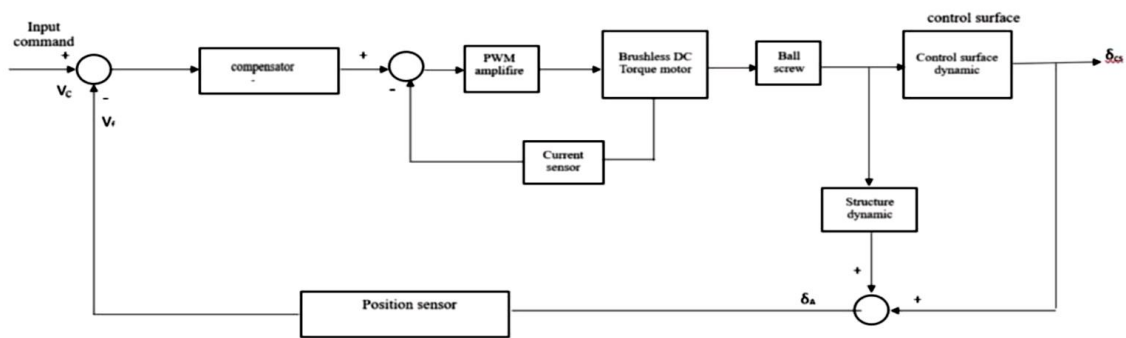 Input
command
+
Vc
-
Vf
compensator
-
+
-
PWM
amplifire
Brushless DC
Torque motor
Ball
screw
control surface
Control surface
dynamic
δcs
Current
sensor
Structure
dynamic
+
+
δA
Position sensor